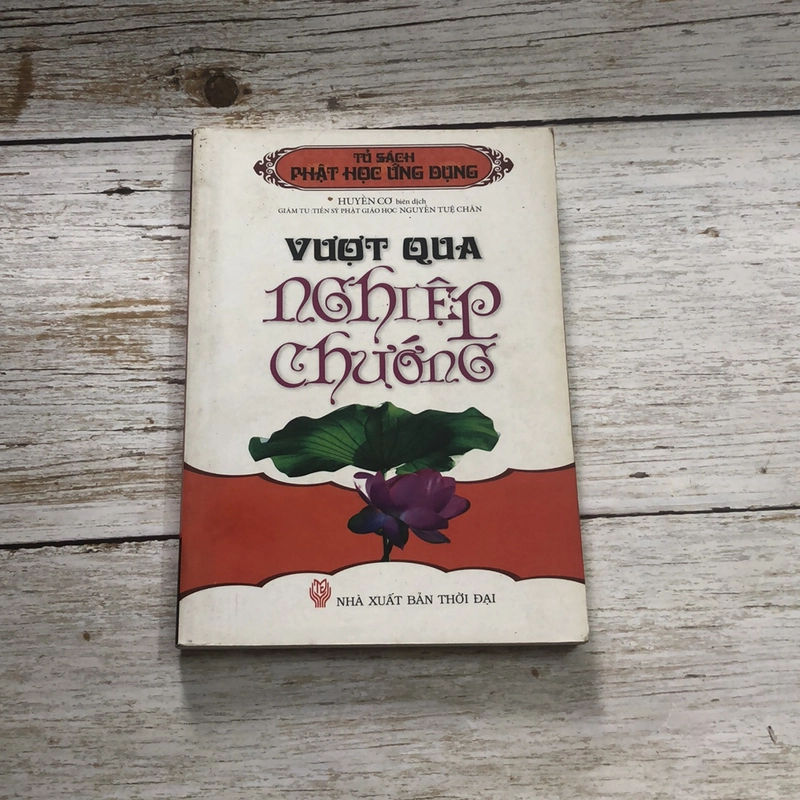 TỦ SÁCH
PHẬT HỌC ỨNG DỤNG
HUYỀN CƠ biên dịch
GIÁM TU :TIẾN SỸ PHẬT GIÁO HỌC NGUYỄN TUỆ CHÂN
VƯỢT QUA
NGHIỆP
CHƯỚNG
NHÀ XUẤT BẢN THỜI ĐẠI